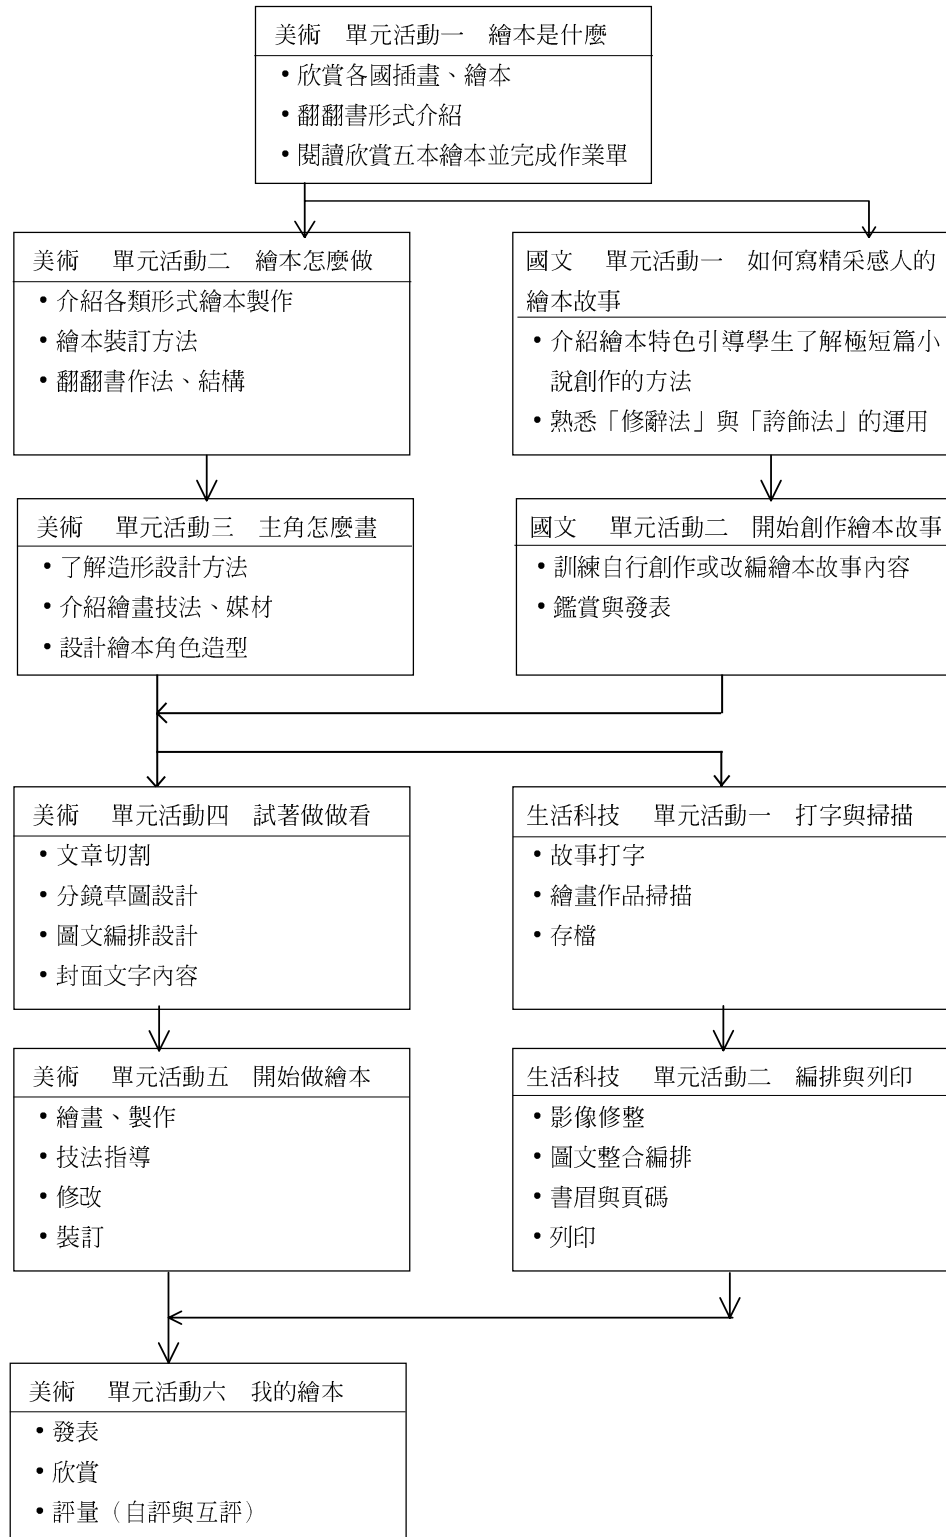 美術 單元活動一 繪本是什麼
•欣賞各國插畫、繪本
•翻翻書形式介紹
•閱讀欣賞五本繪本並完成作業單
美術 單元活動二 繪本怎麼做
•介紹各類形式繪本製作
•繪本裝訂方法
•翻翻書作法、結構
國文 單元活動一 如何寫精采感人的
繪本故事
•介紹繪本特色引導學生了解極短篇小
說創作的方法
•熟悉「修辭法」與「誇飾法」的運用
美術 單元活動三 主角怎麼畫
•了解造形設計方法
•介紹繪畫技法、媒材
•設計繪本角色造型
國文 單元活動二 開始創作繪本故事
•訓練自行創作或改編繪本故事內容
•鑑賞與發表
美術 單元活動四 試著做做看
•文章切割
•分鏡草圖設計
•圖文編排設計
•封面文字內容
生活科技 單元活動一 打字與掃描
•故事打字
•繪畫作品掃描
•存檔
美術 單元活動五 開始做繪本
•繪畫、製作
•技法指導
•修改
•裝訂
生活科技 單元活動二 編排與列印
•影像修整
•圖文整合編排
•書眉與頁碼
•列印
美術 單元活動六 我的繪本
•發表
•欣賞
•評量（自評與互評）